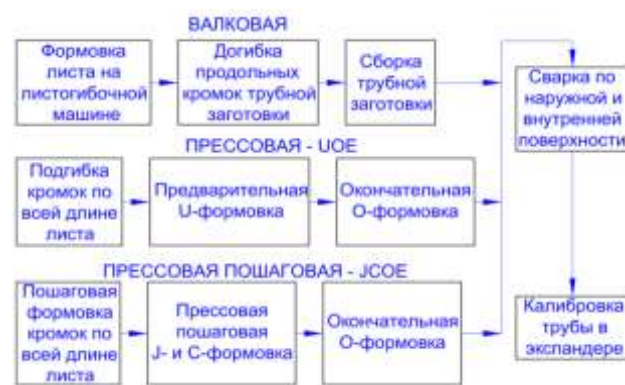 ВАЛКОВАЯ
Формовка
листа на
листогибочной
машине
Догибка
продольных
кромок трубной
заготовки
Сборка
трубной
заготовки
Сварка по
наружной и
внутренней
поверхности
ПРЕССОВАЯ - UOE
Подгибка
кромок по
всей длине
листа
Предварительная
U-формовка
Окончательная
О-формовка
ПРЕССОВАЯ ПОШАГОВАЯ - JCOE
Пошаговая
формовка
кромок по
всей длине
листа
Прессовая
пошаговая
J- и С-формовка
Окончательная
О-формовка
Калибровка
трубы в
экспандере